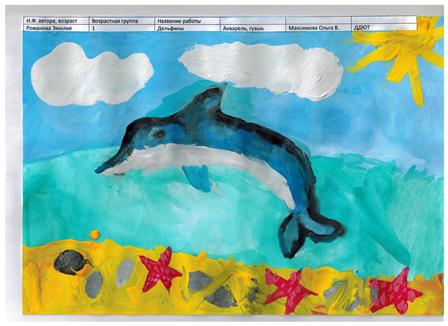 И.Ф. автора, возраст Возрастная группа Название работы
Романова Эмилия 1 Дельфины Акварель, гуашь Максимова Ольга В. ДДЮТ